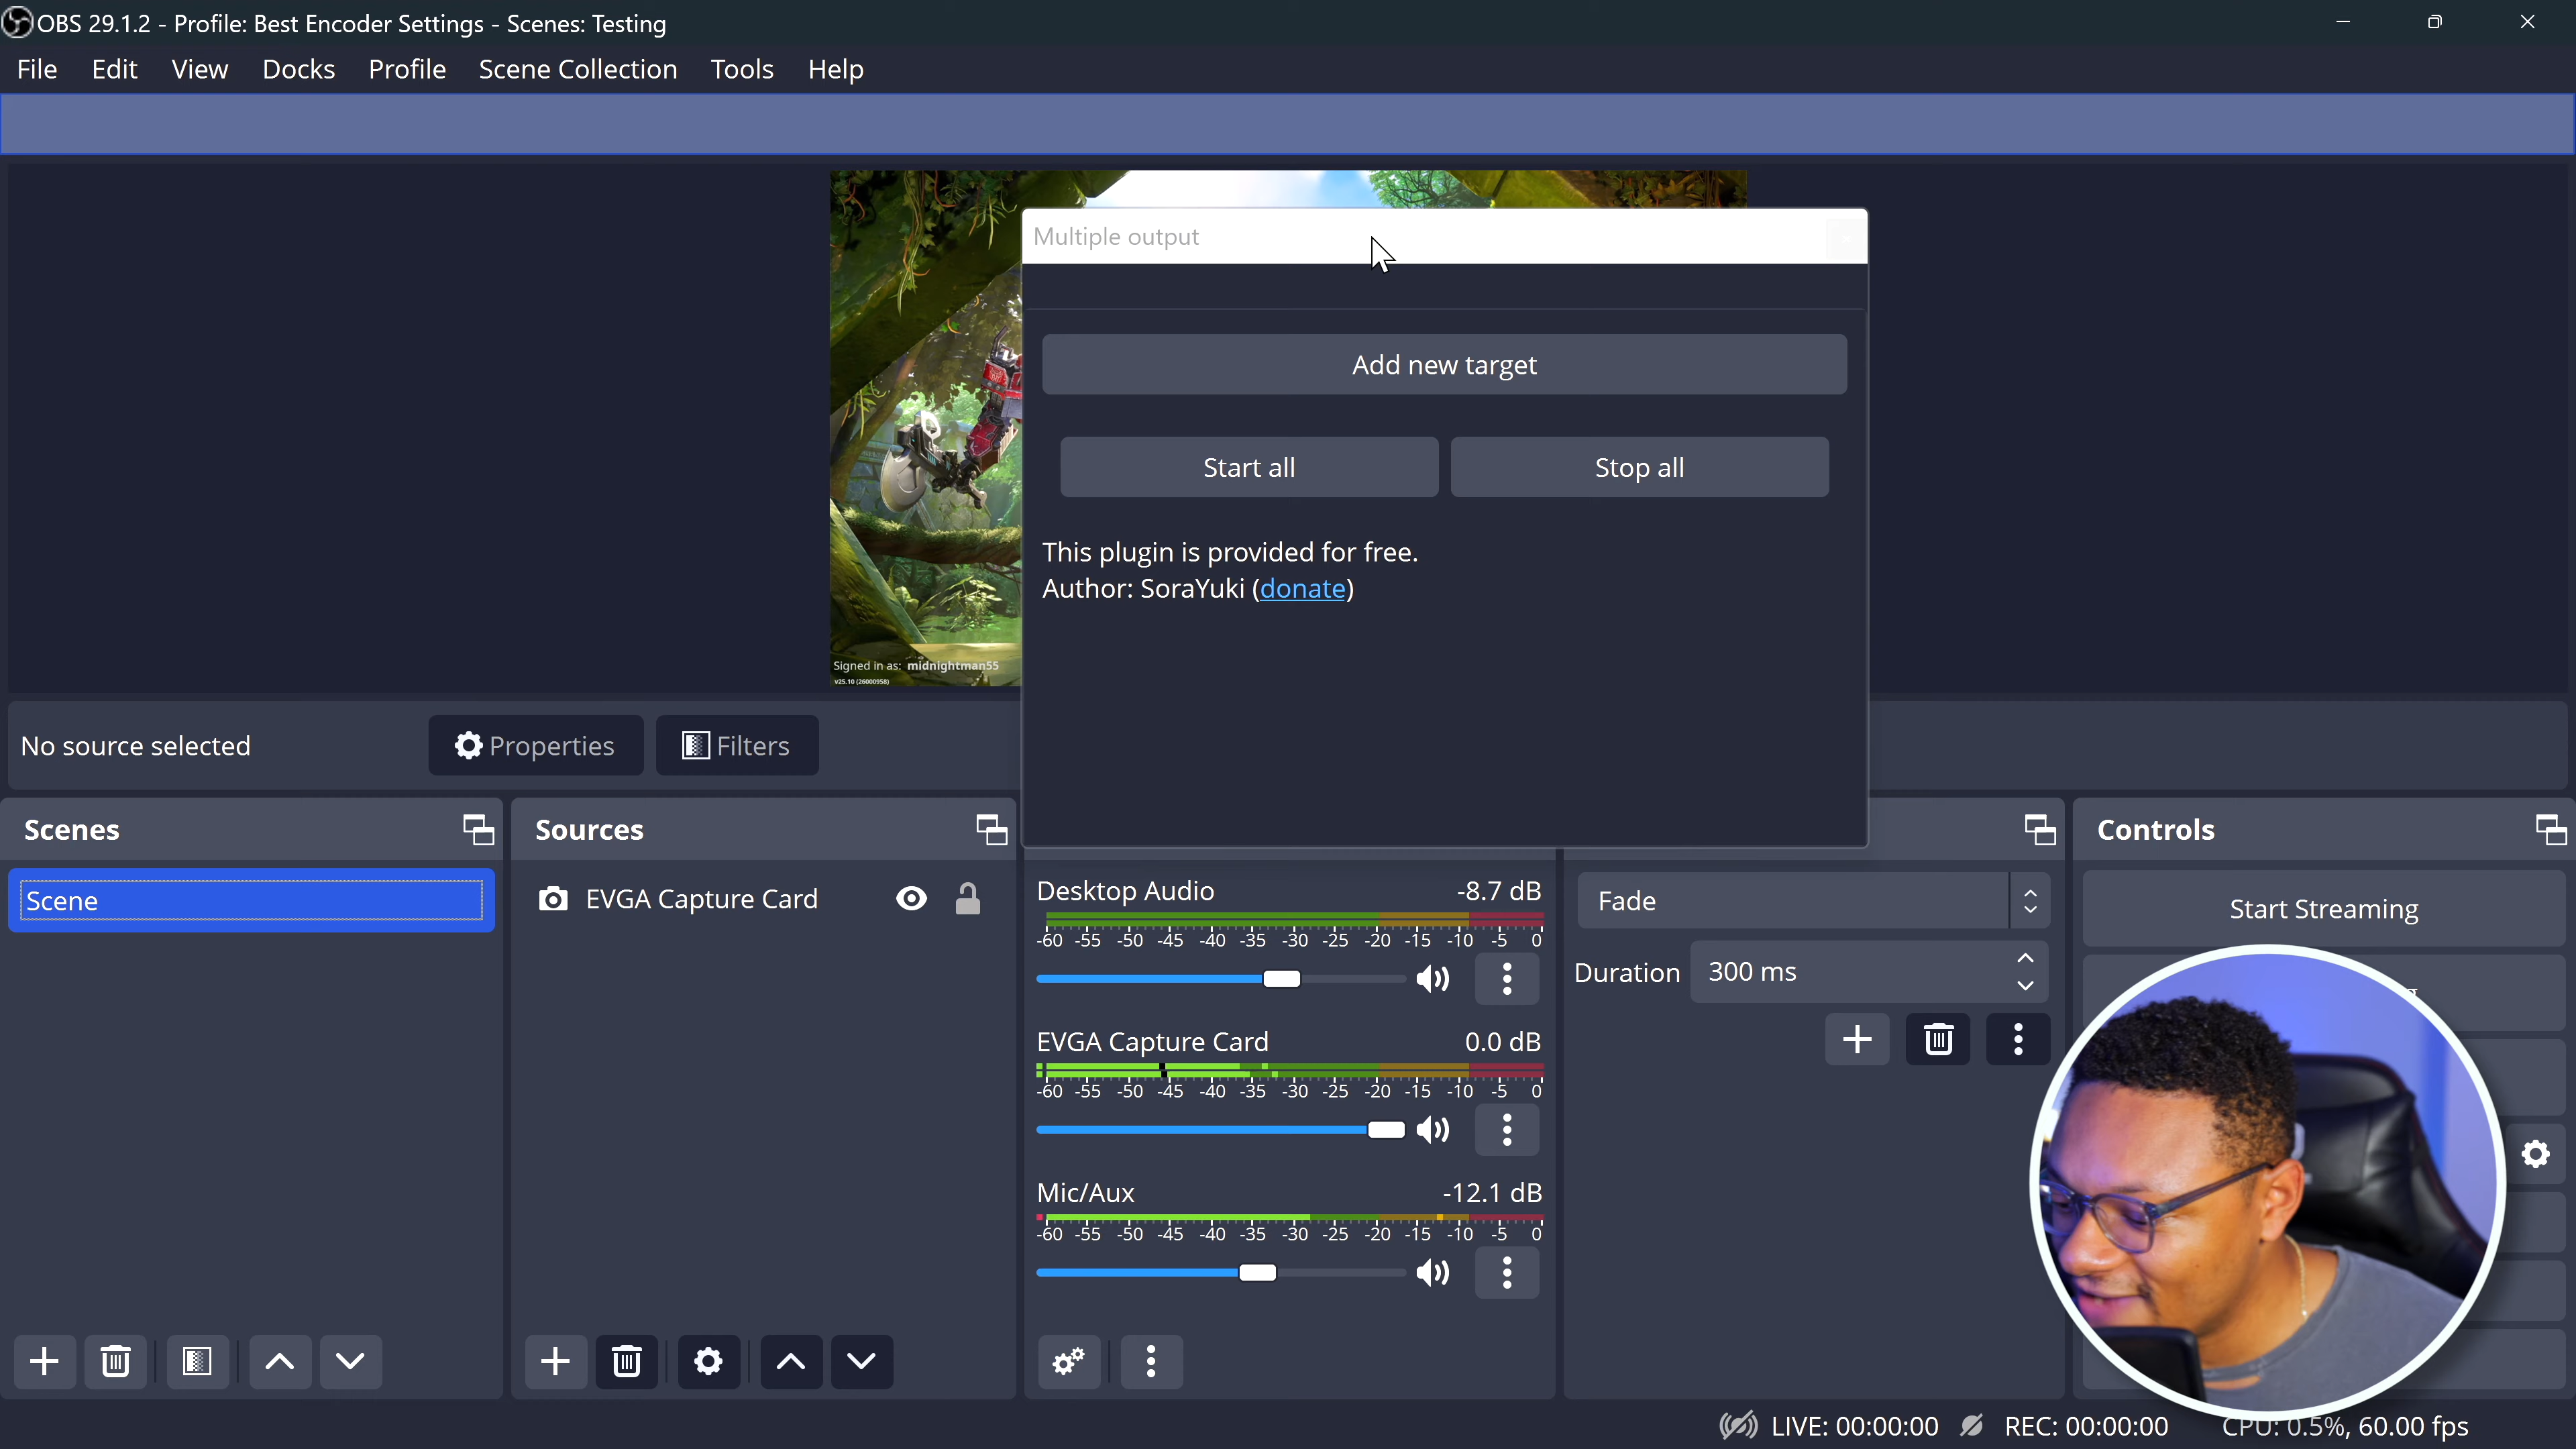 OBS 29.1.2 - Profile: Best Encoder Settings - Scenes: Testing
File Edit View Docks Profile Scene Collection Tools Help
Multiple output
Add new target
Start all Stop all
This plugin is provided for free.
Author: SoraYuki (donate)
Signed in as: midnightman55
v25.10 (26000958)
No source selected Properties Filters
Scenes
Scene
Sources
EVGA Capture Card
Desktop Audio -8.7 dB
-60 -55 -50 -45 -40 -35 -30 -25 -20 -15 -10 -5 0
EVGA Capture Card 0.0 dB
-60 -55 -50 -45 -40 -35 -30 -25 -20 -15 -10 -5 0
Mic/Aux -12.1 dB
-60 -55 -50 -45 -40 -35 -30 -25 -20 -15 -10 -5 0
Fade
Duration 300 ms
Controls
Start Streaming
LIVE: 00:00:00 REC: 00:00:00 CPU: 0.5%, 60.00 fps